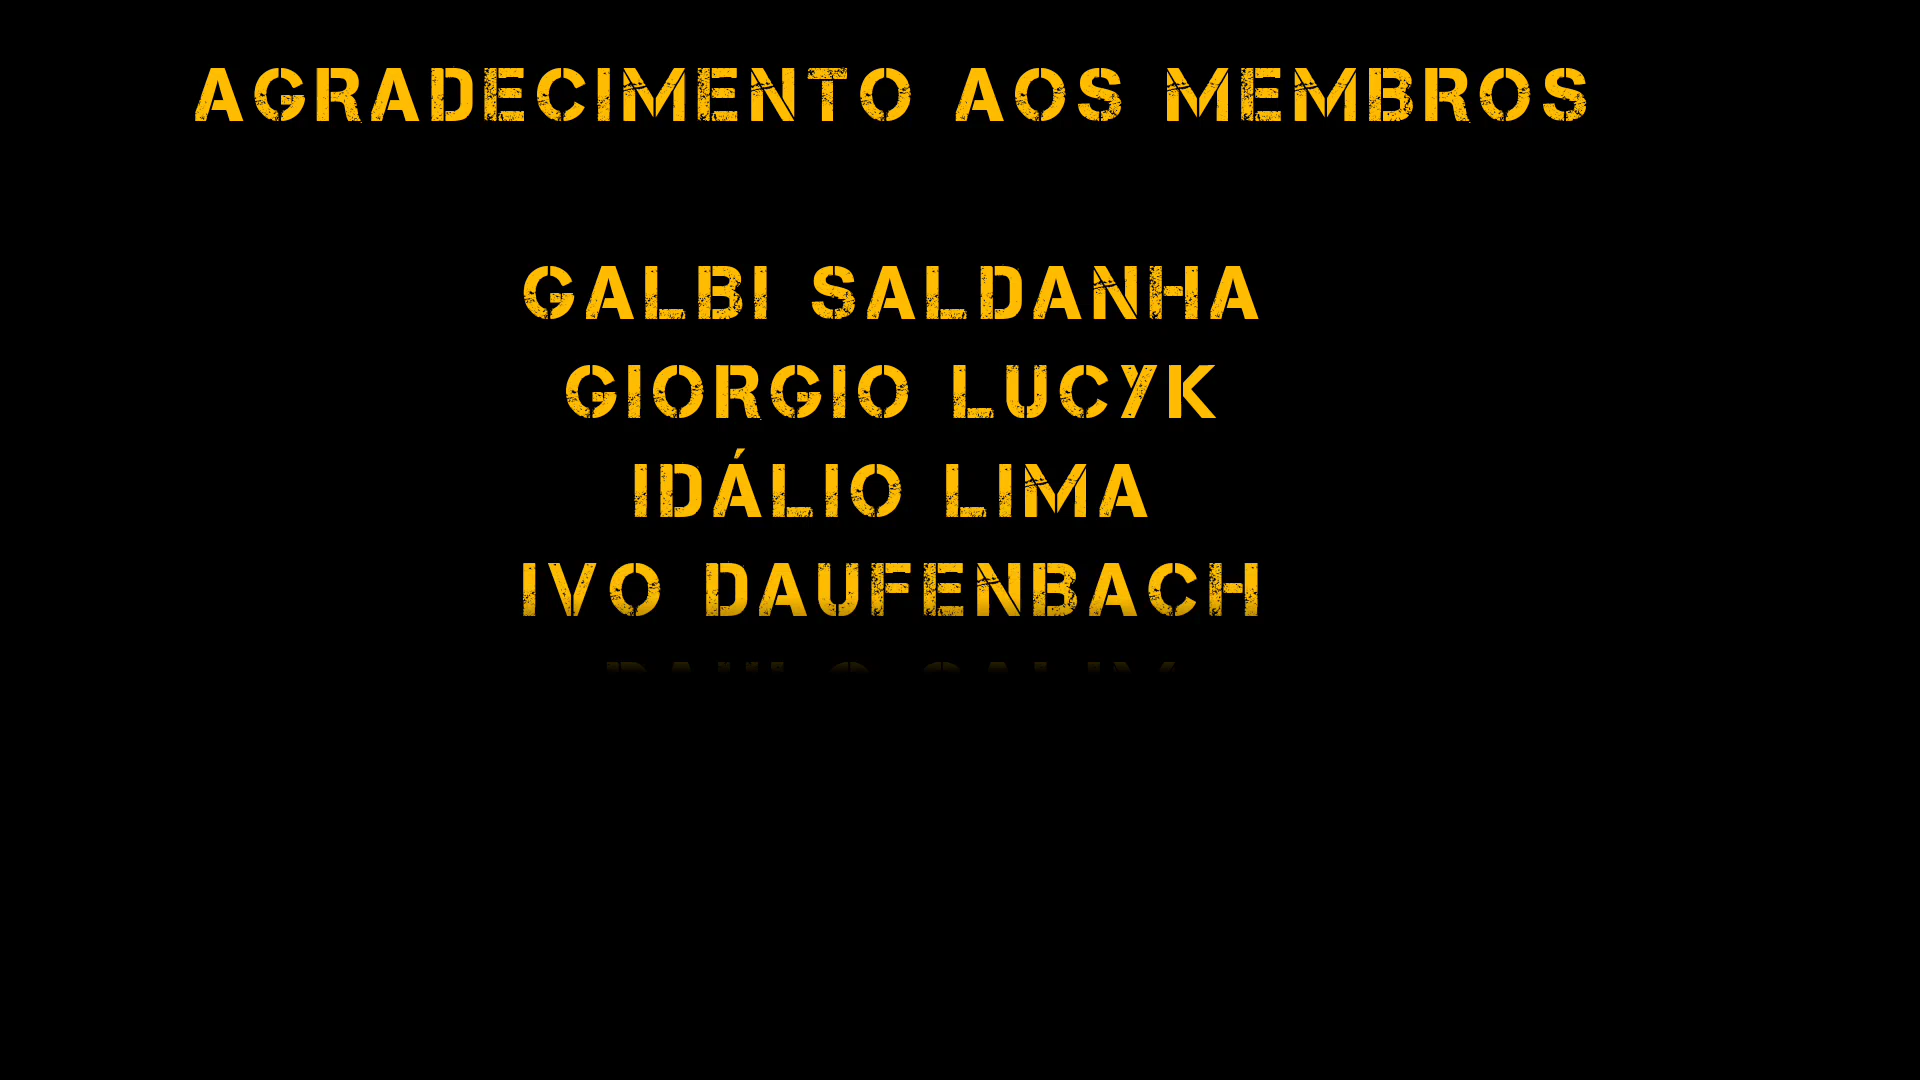 AGRADECIMENTO AOS MEMBROS
GALBI SALDANHA
GIORGIO LUCYK
IDÁLIO LIMA
IVO DAUFENBACH